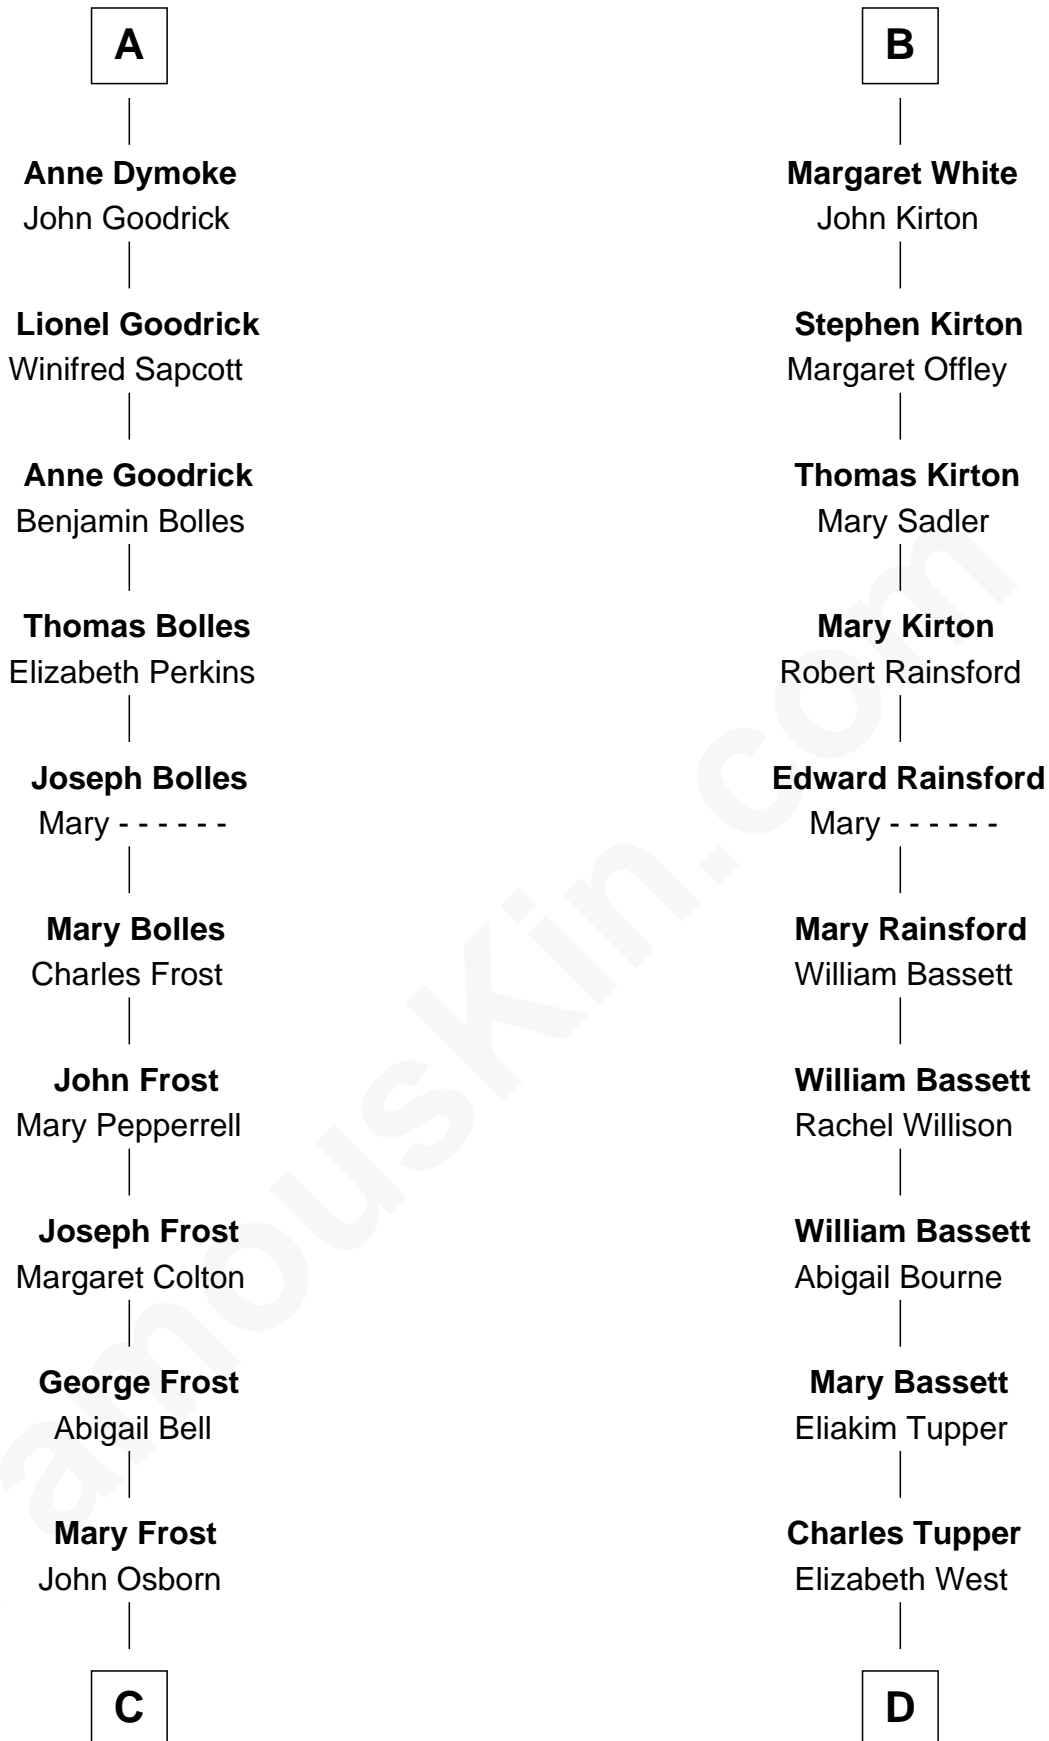 A
Anne Dymoke
John Goodrick
Lionel Goodrick
Winifred Sapcott
Anne Goodrick
Benjamin Bolles
Thomas Bolles
Elizabeth Perkins
Joseph Bolles
Mary - - - - - -
Mary Bolles
Charles Frost
John Frost
Mary Pepperrell
Joseph Frost
Margaret Colton
George Frost
Abigail Bell
Mary Frost
John Osborn
C
B
Margaret White
John Kirton
Stephen Kirton
Margaret Offley
Thomas Kirton
Mary Sadler
Mary Kirton
Robert Rainsford
Edward Rainsford
Mary - - - - - -
Mary Rainsford
William Bassett
William Bassett
Rachel Willison
William Bassett
Abigail Bourne
Mary Bassett
Eliakim Tupper
Charles Tupper
Elizabeth West
D
amouskin.com